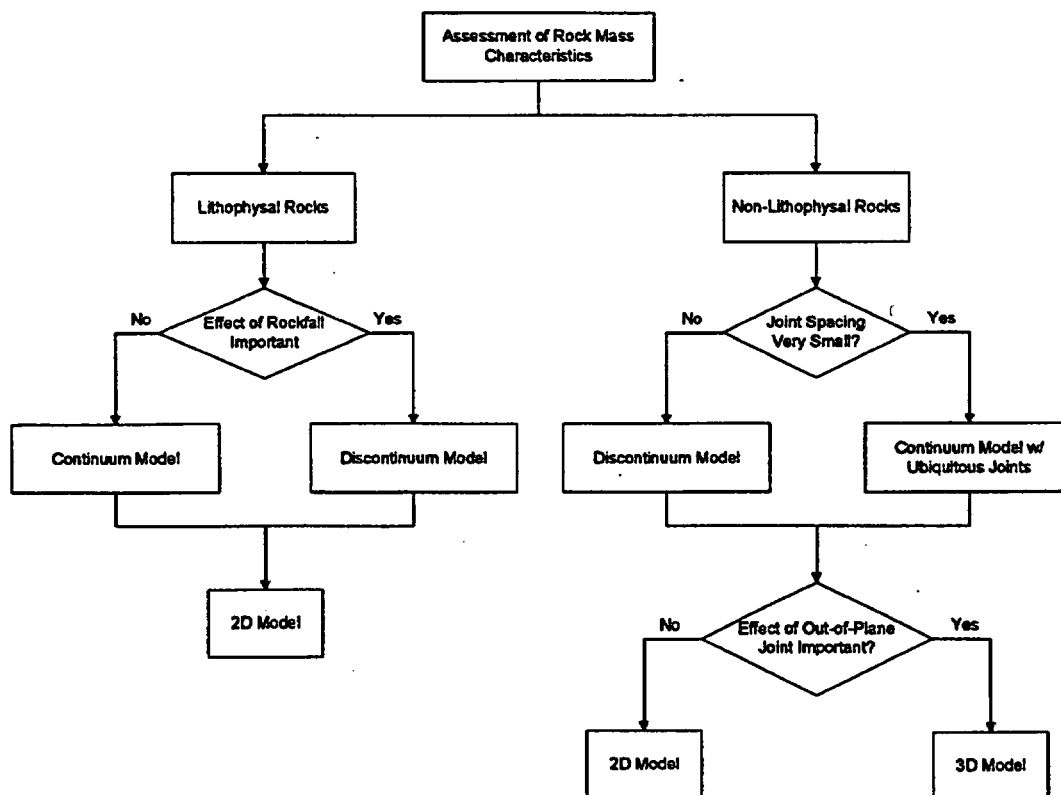 Assessment of Rock Mass
Characteristics
Lithophysal Rocks
Non-Lithophysal Rocks
No
Effect of Rockfall
Important
Yes
No
Joint Spacing
Very Small?
Yes
Continuum Model
Discontinuum Model
Discontinuum Model
Continuum Model w/
Ubiquitous Joints
2D Model
No
Effect of Out-of-Plane
Joint Important?
Yes
2D Model
3D Model